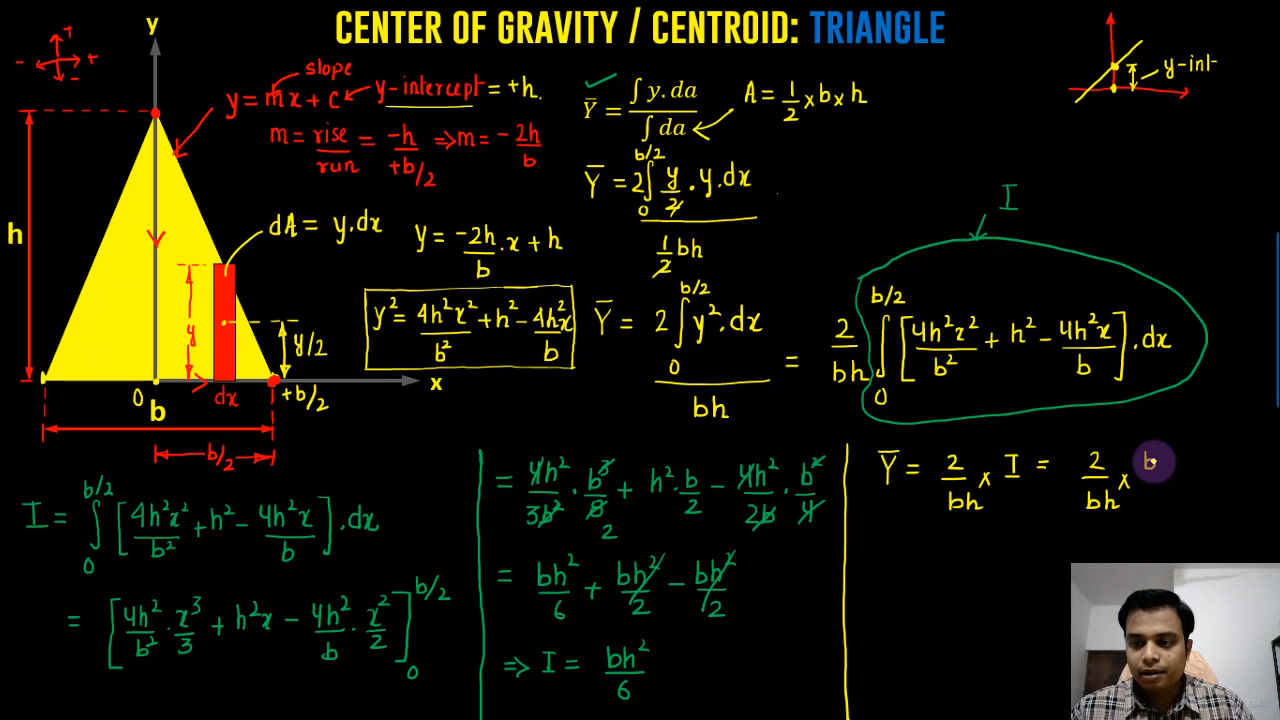 CENTER OF GRAVITY / CENTROID: TRIANGLE
y
+
-
+
-
slope
y = mx + c
y-intercept = +h.
m = rise/run = -h/+b/2 ⇒ m = -2h/b
Ȳ = ∫ y.da / ∫ da
A = 1/2 × b × h
y-int-
h
dA = y.dx
y = -2h/b . x + h
y² = 4h²x²/b² + h² - 4h²x/b
Ȳ = 2 ∫₀^(b/2) y/2 . y . dx / 1/2 bh
Ȳ = 2 ∫₀^(b/2) y² . dx / bh
= 2/bh ∫₀^(b/2) [4h²x²/b² + h² - 4h²x/b] . dx
I
y
y/2
dx
0
b
+b/2
x
b/2
I = ∫₀^(b/2) [4h²x²/b² + h² - 4h²x/b] . dx
= [4h²/b² . x³/3 + h²x - 4h²/b . x²/2]₀^(b/2)
= 4h²/3b² . b³/8 + h² . b/2 - 4h²/2b . b²/4
2
= bh²/6 + bh²/2 - bh²/2
⇒ I = bh²/6
Ȳ = 2/bh × I = 2/bh × b